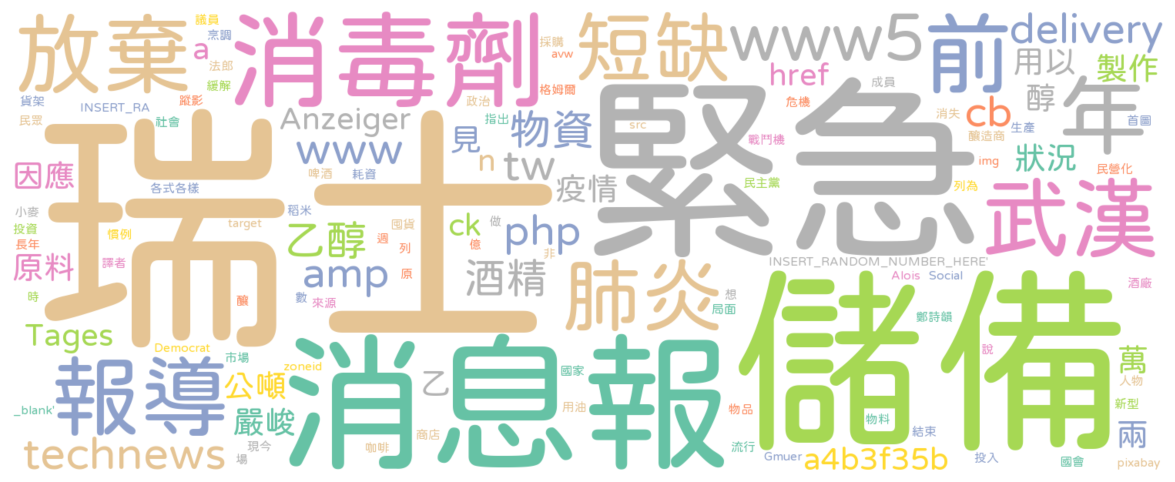 放棄
議員
烹調
a
法郎
緩解
消毒劑
採購
avw
格姆爾
短缺
www5
前
delivery
用以
製作
href
成員
醇
年
貨架
INSERT_RA
蹤影
民眾
社會
Anzeiger
政治
指出
物資
危機
cb
消失
生產
首圖
釀造商
瑞士
www
見
src
緊急
戰鬥機
狀況
img
民營化
因應
各式各樣
啤酒
耗資
n
tw
疫情
民主黨
列為
武漢
小麥
投資
長年
慣例
稻米
target
乙醇
週
囤貨
列
ck
做
億
非
php
原料
譯者
時
釀
數
來源
amp
原
酒精
肺炎
想
局面
INSERT_RANDOM_NUMBER_HERE'
Alois
Social
酒廠
Tages
Democrat
市場
zoneid
鄭詩韻
說
儲備
報導
公噸
消息報
乙
國家
萬
人物
_blank'
嚴峻
用油
物品
物料
新型
兩
technews
現今
場
咖啡
商店
流行
Gmuer
a4b3f35b
結束
投入
國會
pixabay